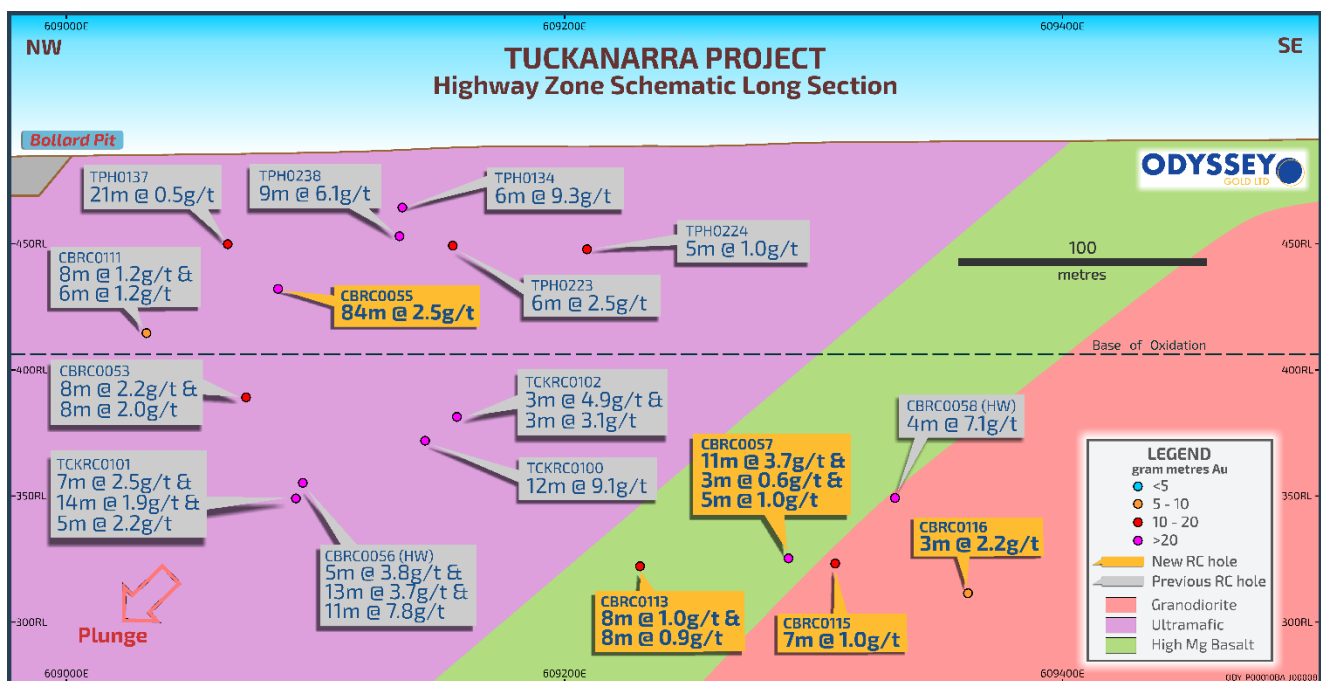 609000E
609200E
609400E
NW
SE
TUCKANARRA PROJECT
Highway Zone Schematic Long Section
Bollard Pit
ODYSSEY
GOLD LTD
TPH0137
21m @ 0.5g/t
TPH0238
9m @ 6.1g/t
TPH0134
6m @ 9.3g/t
TPH0224
5m @ 1.0g/t
450RL
450RL
100
metres
CBRC0111
8m @ 1.2g/t &
6m @ 1.2g/t
CBRC0055
84m @ 2.5g/t
TPH0223
6m @ 2.5g/t
Base of Oxidation
400RL
400RL
CBRC0053
8m @ 2.2g/t &
8m @ 2.0g/t
TCKRC0102
3m @ 4.9g/t &
3m @ 3.1g/t
CBRC0058 (HW)
4m @ 7.1g/t
TCKRC0101
7m @ 2.5g/t &
14m @ 1.9g/t &
5m @ 2.2g/t
TCKRC0100
12m @ 9.1g/t
CBRC0057
11m @ 3.7g/t &
3m @ 0.6g/t &
5m @ 1.0g/t
350RL
350RL
CBRC0116
3m @ 2.2g/t
CBRC0056 (HW)
5m @ 3.8g/t &
13m @ 3.7g/t &
11m @ 7.8g/t
CBRC0113
8m @ 1.0g/t &
8m @ 0.9g/t
CBRC0115
7m @ 1.0g/t
300RL
300RL
Plunge
LEGEND
gram metres Au
<5
5 - 10
10 - 20
>20
New RC hole
Previous RC hole
Granodiorite
Ultramafic
High Mg Basalt
609000E
609200E
609400E